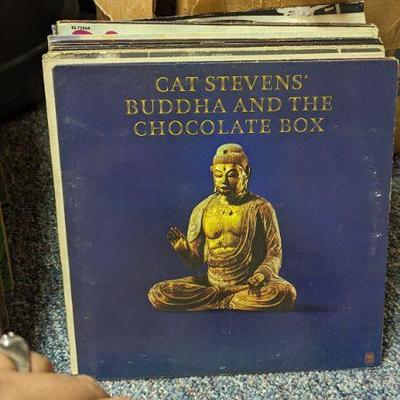 CAT STEVENS'
BUDDHA AND THE
CHOCOLATE BOX